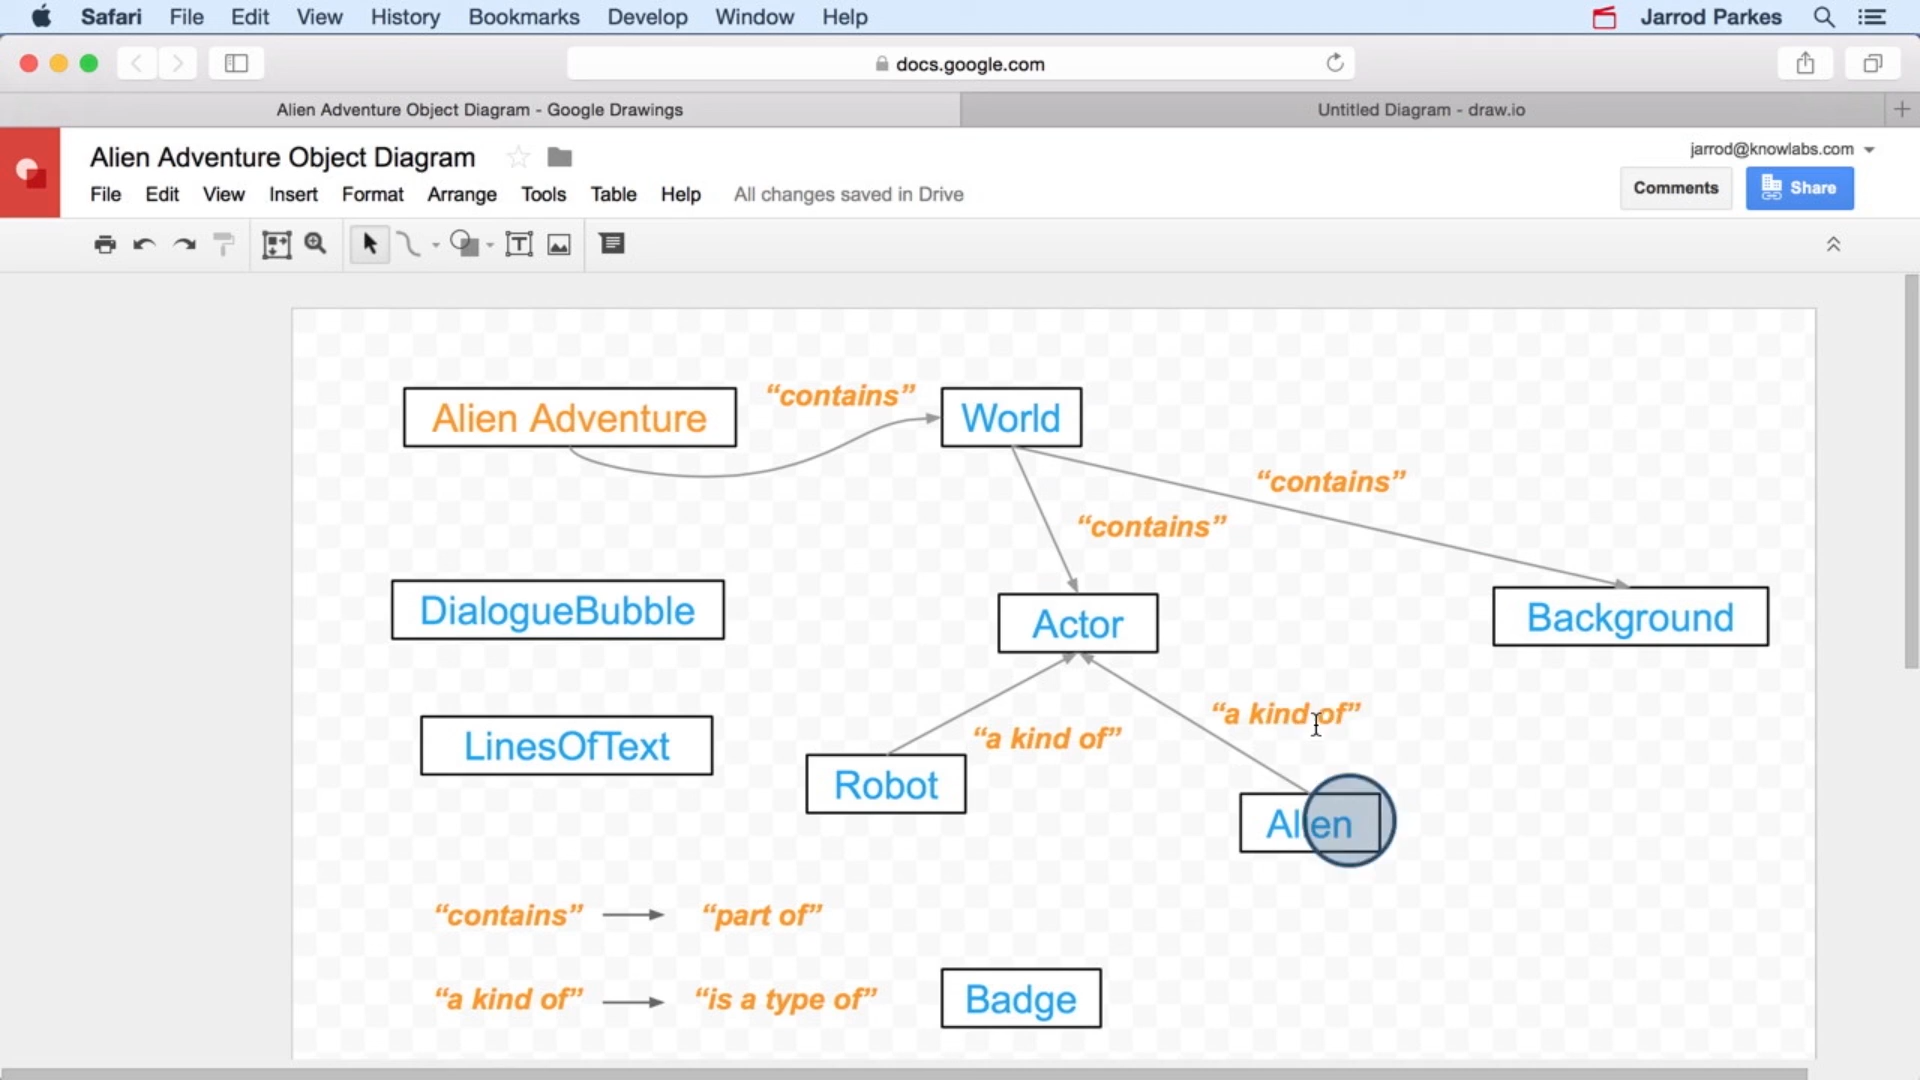 Safari File Edit View History Bookmarks Develop Window Help Jarrod Parkes
docs.google.com
Alien Adventure Object Diagram - Google Drawings Untitled Diagram - draw.io
Alien Adventure Object Diagram
jarrod@knowlabs.com
File Edit View Insert Format Arrange Tools Table Help All changes saved in Drive
Comments Share
“contains”
Alien Adventure World
“contains”
“contains”
DialogueBubble Actor Background
“a kind of”
“a kind of”
LinesOfText
Robot
Alien
“contains” “part of”
“a kind of” “is a type of” Badge